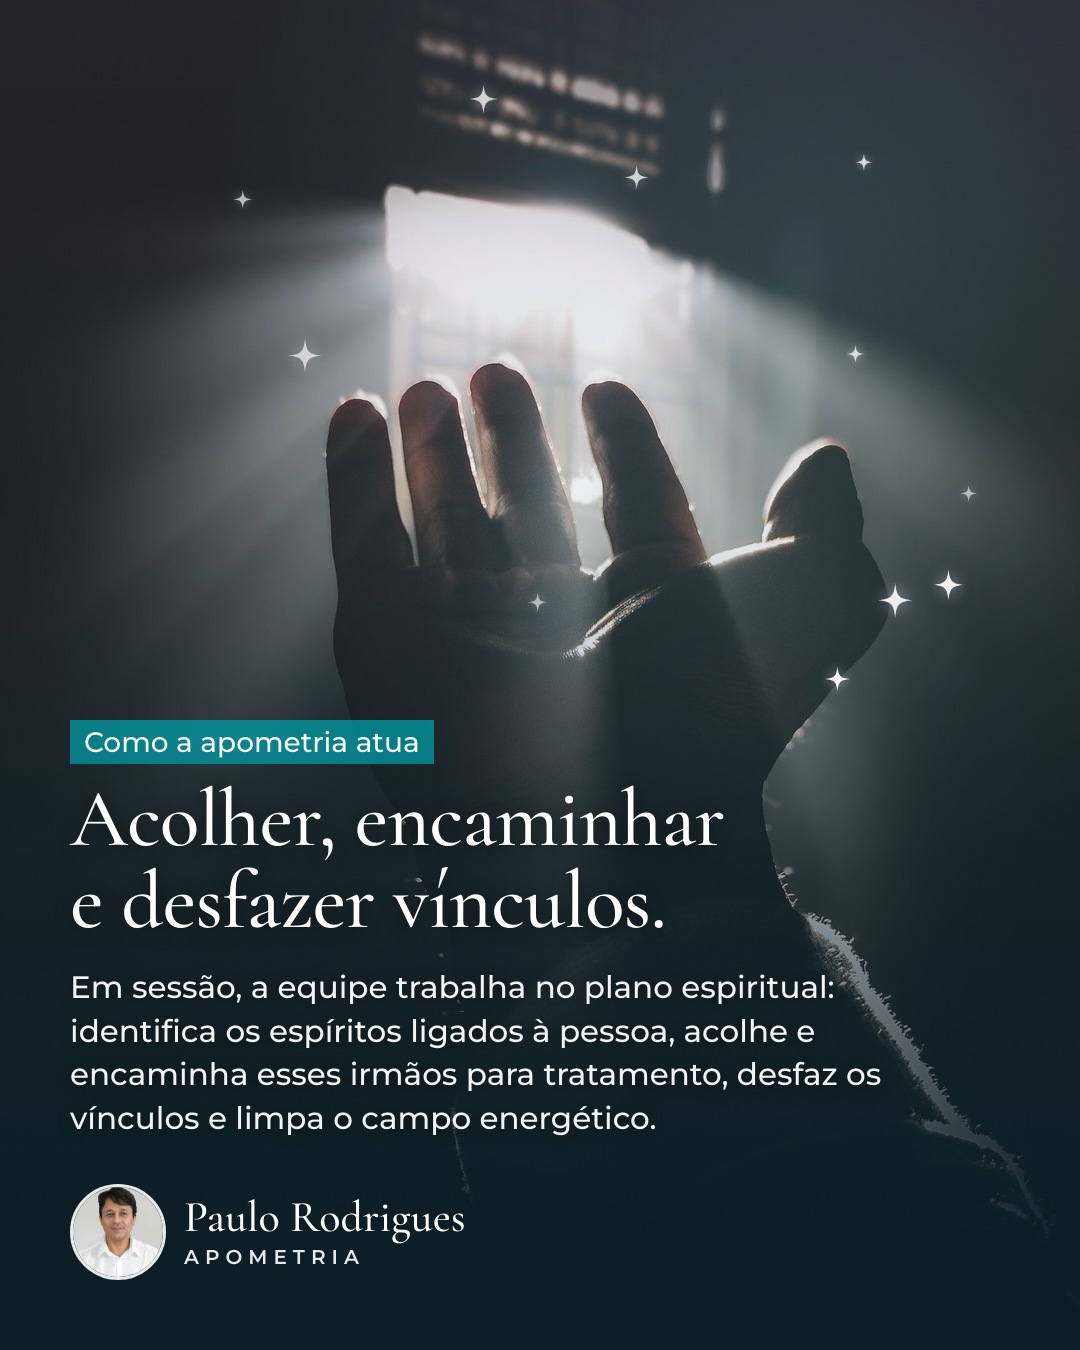 Como a apometria atua
Acolher, encaminhar
e desfazer vínculos.
Em sessão, a equipe trabalha no plano espiritual:
identifica os espíritos ligados à pessoa, acolhe e
encaminha esses irmãos para tratamento, desfaz os
vínculos e limpa o campo energético.
Paulo Rodrigues
APOMETRIA